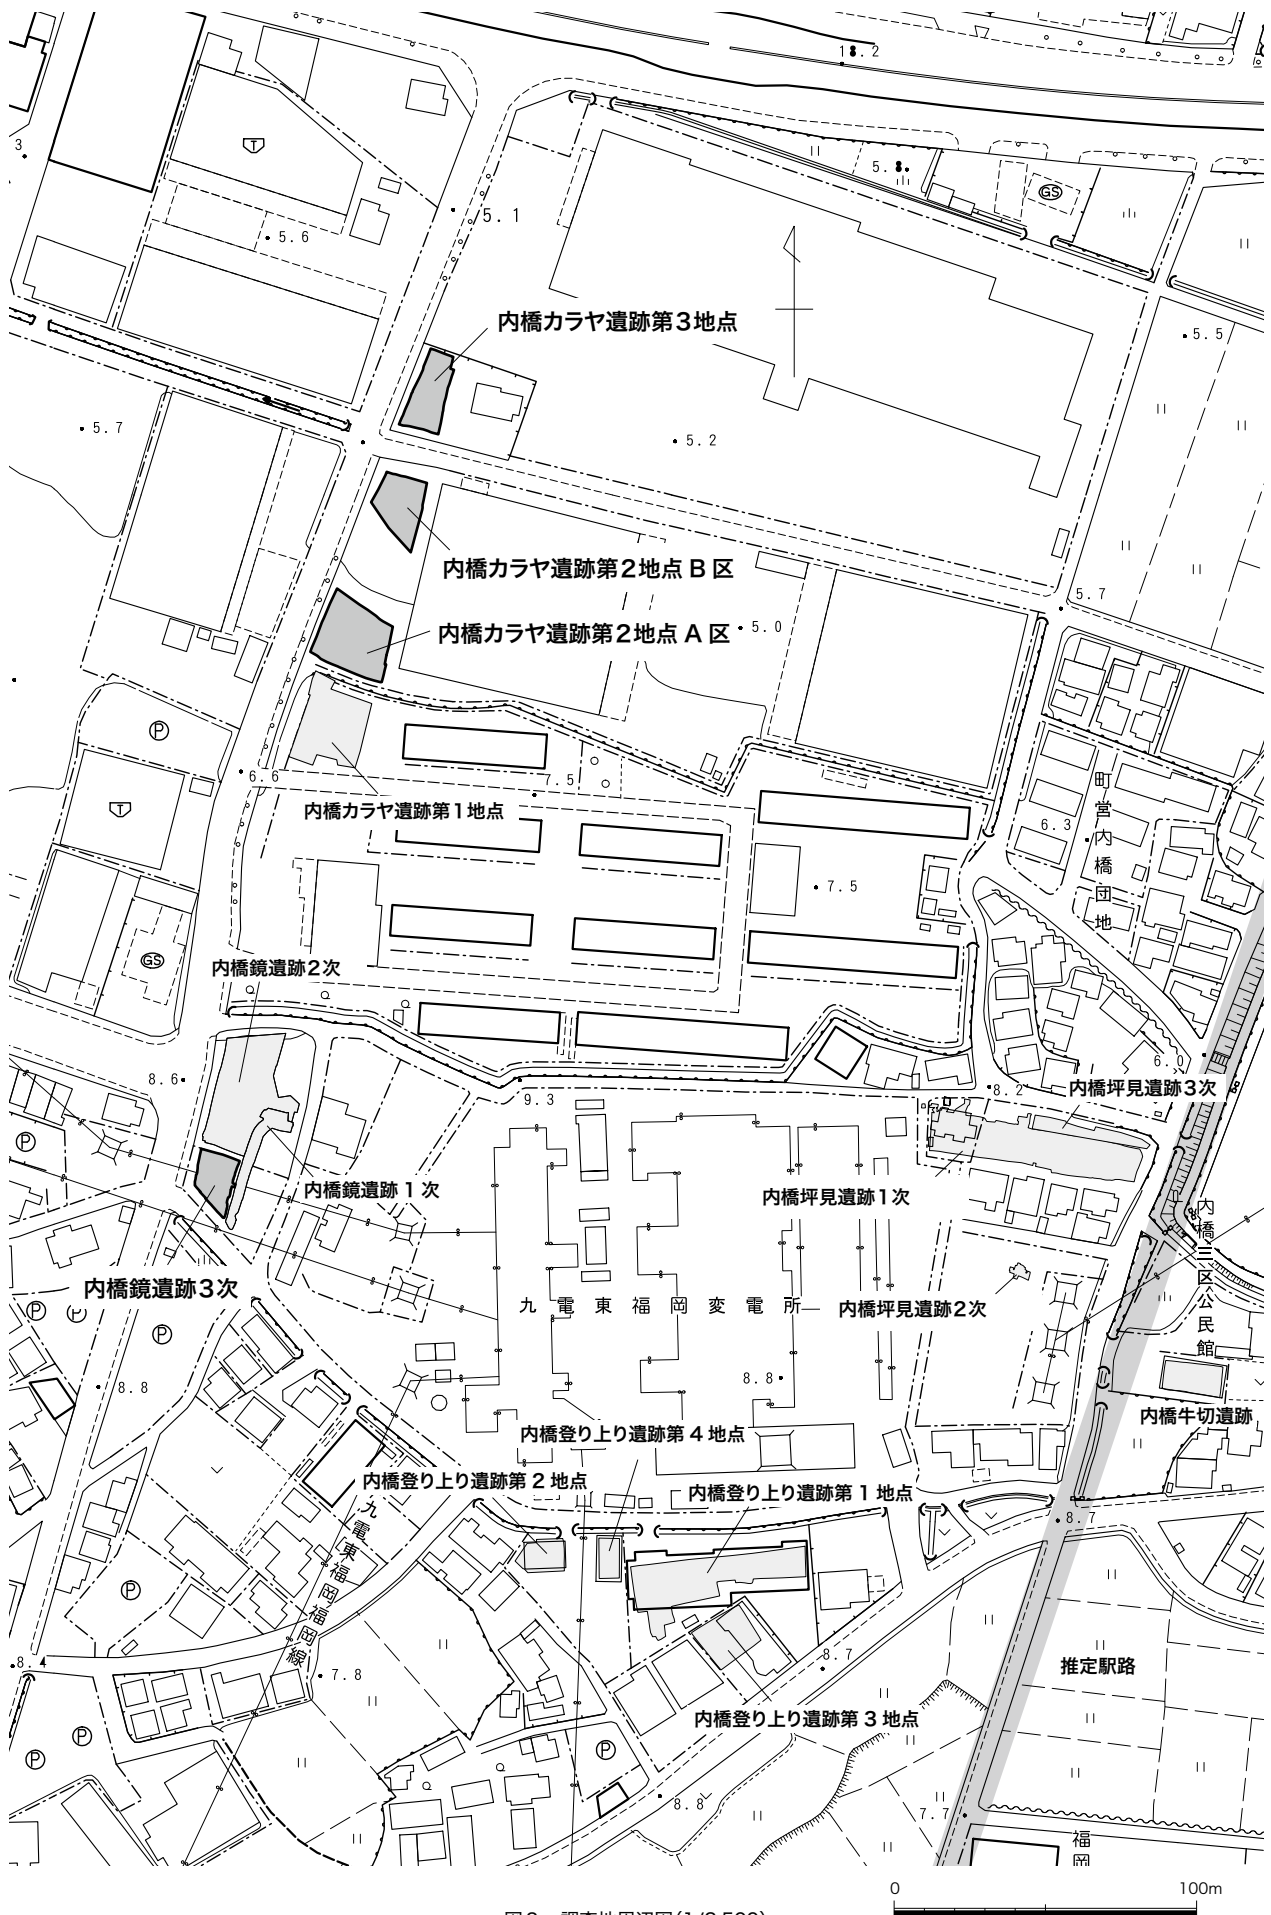 18.2
3
5.8
GS
T
5.1
5.6
内橋カラヤ遺跡第3地点
5.5
5.7
5.2
内橋カラヤ遺跡第2地点 B 区
5.7
内橋カラヤ遺跡第2地点 A 区
5.0
P
6.6
7.5
町営内橋団地
T
内橋カラヤ遺跡第1地点
6.3
7.5
GS
内橋鏡遺跡2次
6.0
8.6
8.2
内橋坪見遺跡3次
9.3
P
内橋鏡遺跡 1 次
内橋坪見遺跡1次
内橋三区公民館
内橋鏡遺跡3次
九電東福岡変電所
内橋坪見遺跡2次
P
P
P
8.8
8.8
内橋牛切遺跡
内橋登り上り遺跡第 4 地点
内橋登り上り遺跡第 2 地点
内橋登り上り遺跡第 1 地点
九電東福岡福岡線
8.7
P
8.4
7.8
8.7
推定駅路
内橋登り上り遺跡第 3 地点
P
P
P
8.8
7.7
福岡
0
100m